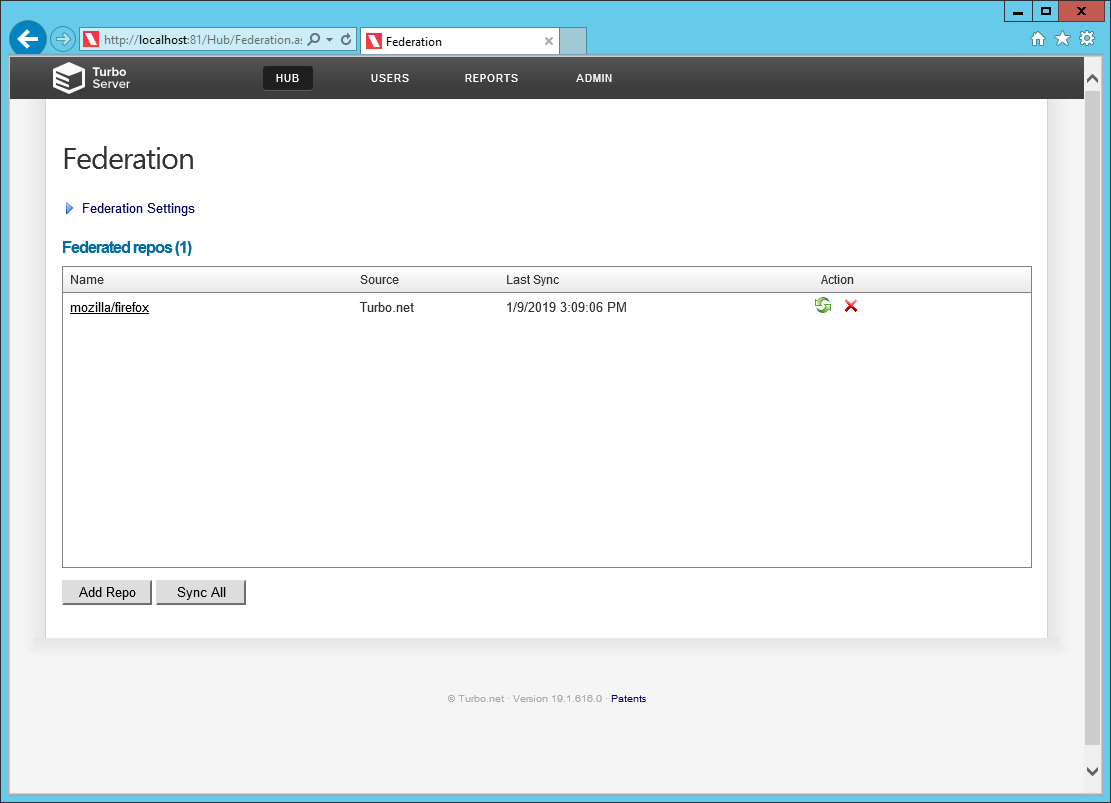 http://localhost:81/Hub/Federation.a
Federation
Turbo
Server
HUB
USERS
REPORTS
ADMIN
Federation
Federation Settings
Federated repos (1)
Name Source Last Sync Action
mozilla/firefox Turbo.net 1/9/2019 3:09:06 PM
Add Repo
Sync All
© Turbo.net · Version 19.1.616.0 · Patents